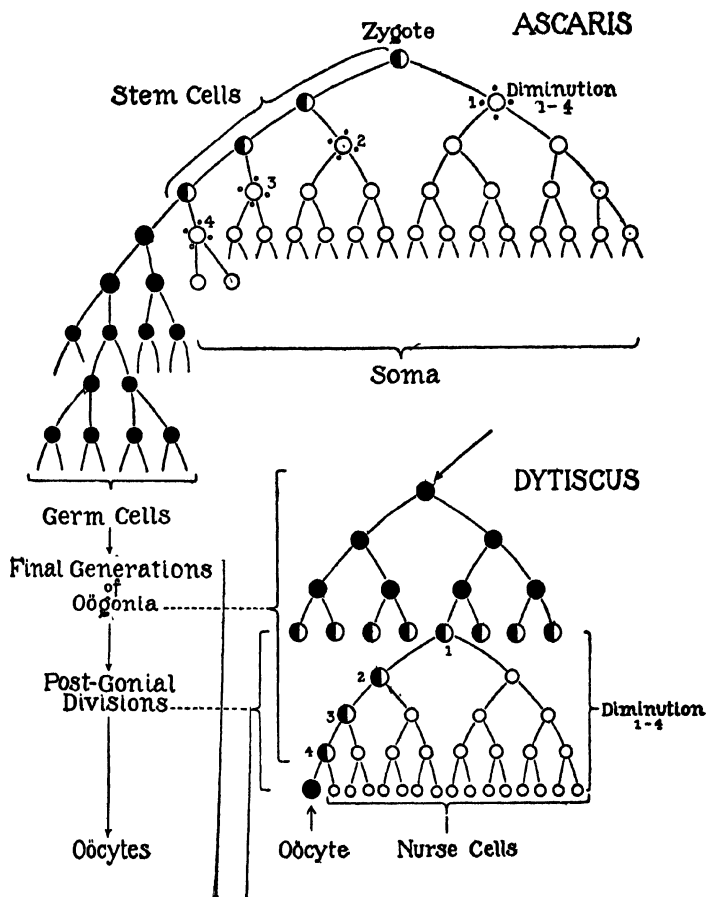 ASCARIS
Zygote
Stem Cells
1
Diminution
1-4
2
3
4
Soma
Germ Cells
DYTISCUS
Final Generations
of
Oögonia
1
2
Post-Gonial
Divisions
3
Diminution
1-4
4
Oöcytes
Oöcyte
Nurse Cells